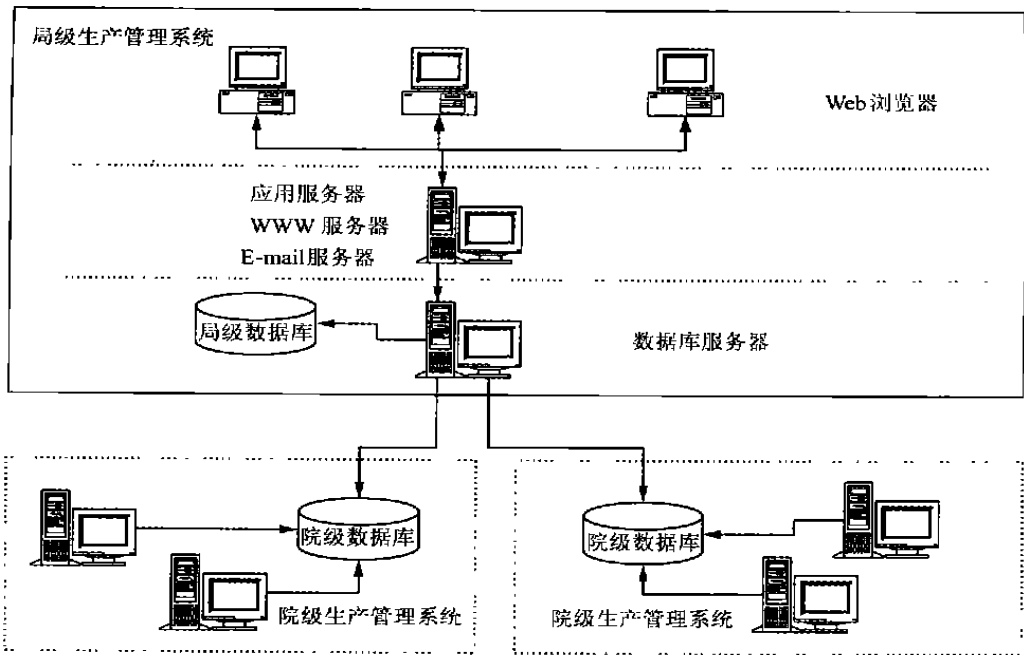 局级生产管理系统
Web浏览器
应用服务器
WWW 服务器
E-mail服务器
局级数据库
数据库服务器
院级数据库
院级生产管理系统
院级数据库
院级生产管理系统